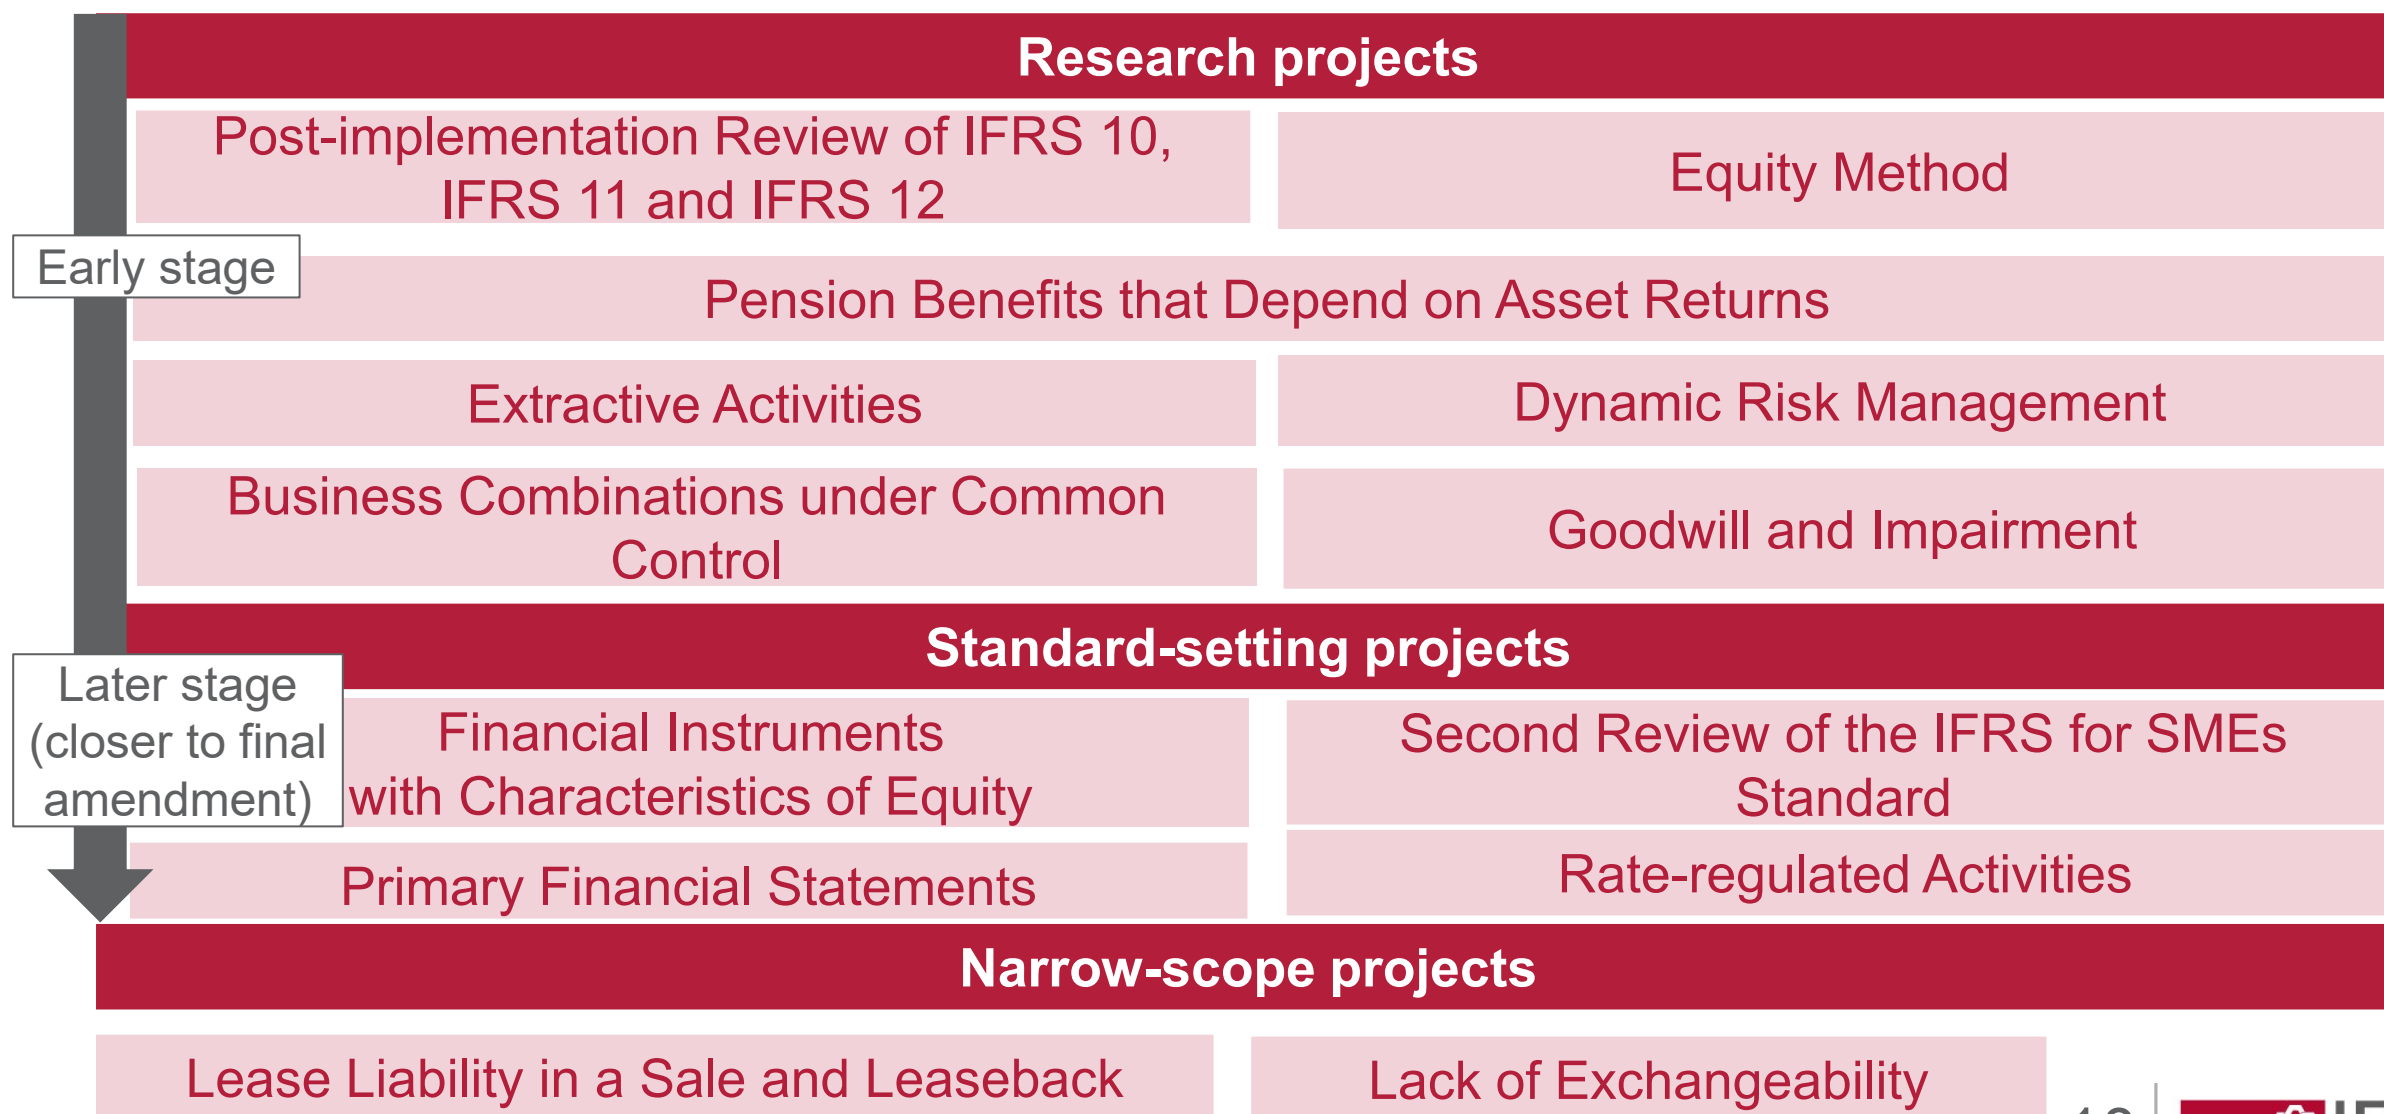 Research projects
Post-implementation Review of IFRS 10,
IFRS 11 and IFRS 12
Equity Method
Early stage
Pension Benefits that Depend on Asset Returns
Extractive Activities
Dynamic Risk Management
Business Combinations under Common
Control
Goodwill and Impairment
Standard-setting projects
Later stage
(closer to final
amendment)
Financial Instruments
with Characteristics of Equity
Second Review of the IFRS for SMEs
Standard
Primary Financial Statements
Rate-regulated Activities
Narrow-scope projects
Lease Liability in a Sale and Leaseback
Lack of Exchangeability